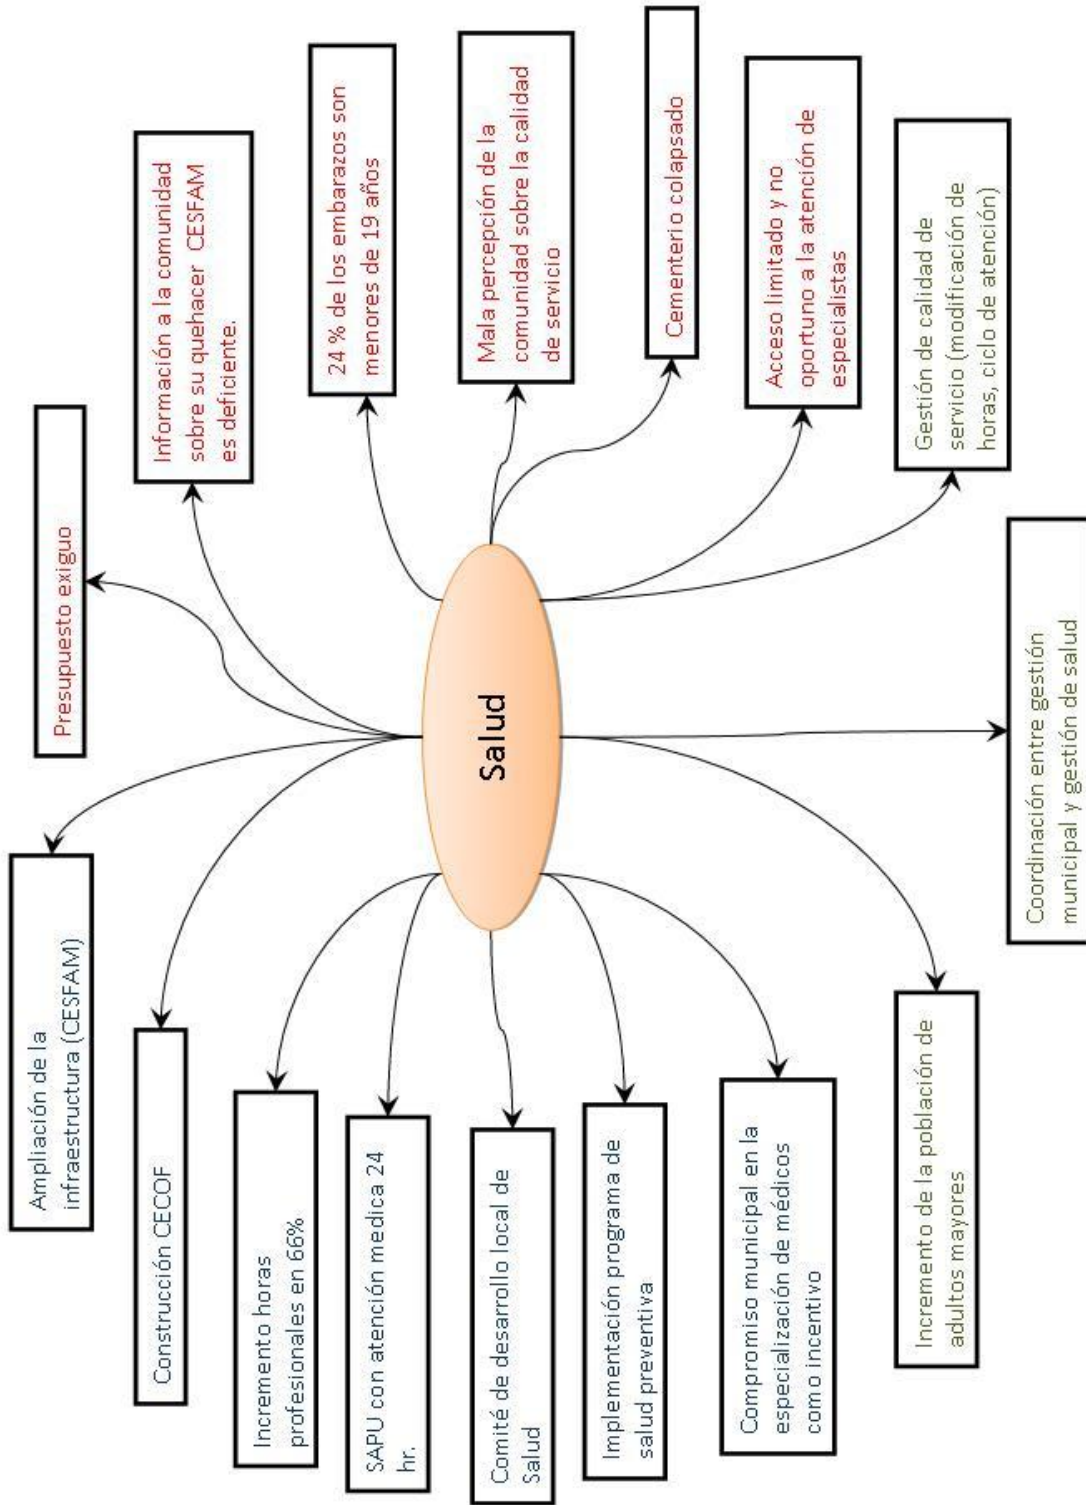 Ampliación de la
infraestructura (CESFAM)
Construcción CECOF
Incremento horas
profesionales en 66%
SAPU con atención medica 24
hr.
Comité de desarrollo local de
Salud
Implementación programa de
salud preventiva
Compromiso municipal en la
especialización de médicos
como incentivo
Incremento de la población de
adultos mayores
Salud
Presupuesto exiguo
Información a la comunidad
sobre su quehacer CESFAM
es deficiente.
24 % de los embarazos son
menores de 19 años
Mala percepción de la
comunidad sobre la calidad
de servicio
Cementerio colapsado
Acceso limitado y no
oportuno a la atención de
especialistas
Gestión de calidad de
servicio (modificación de
horas, ciclo de atención)
Coordinación entre gestión
municipal y gestión de salud